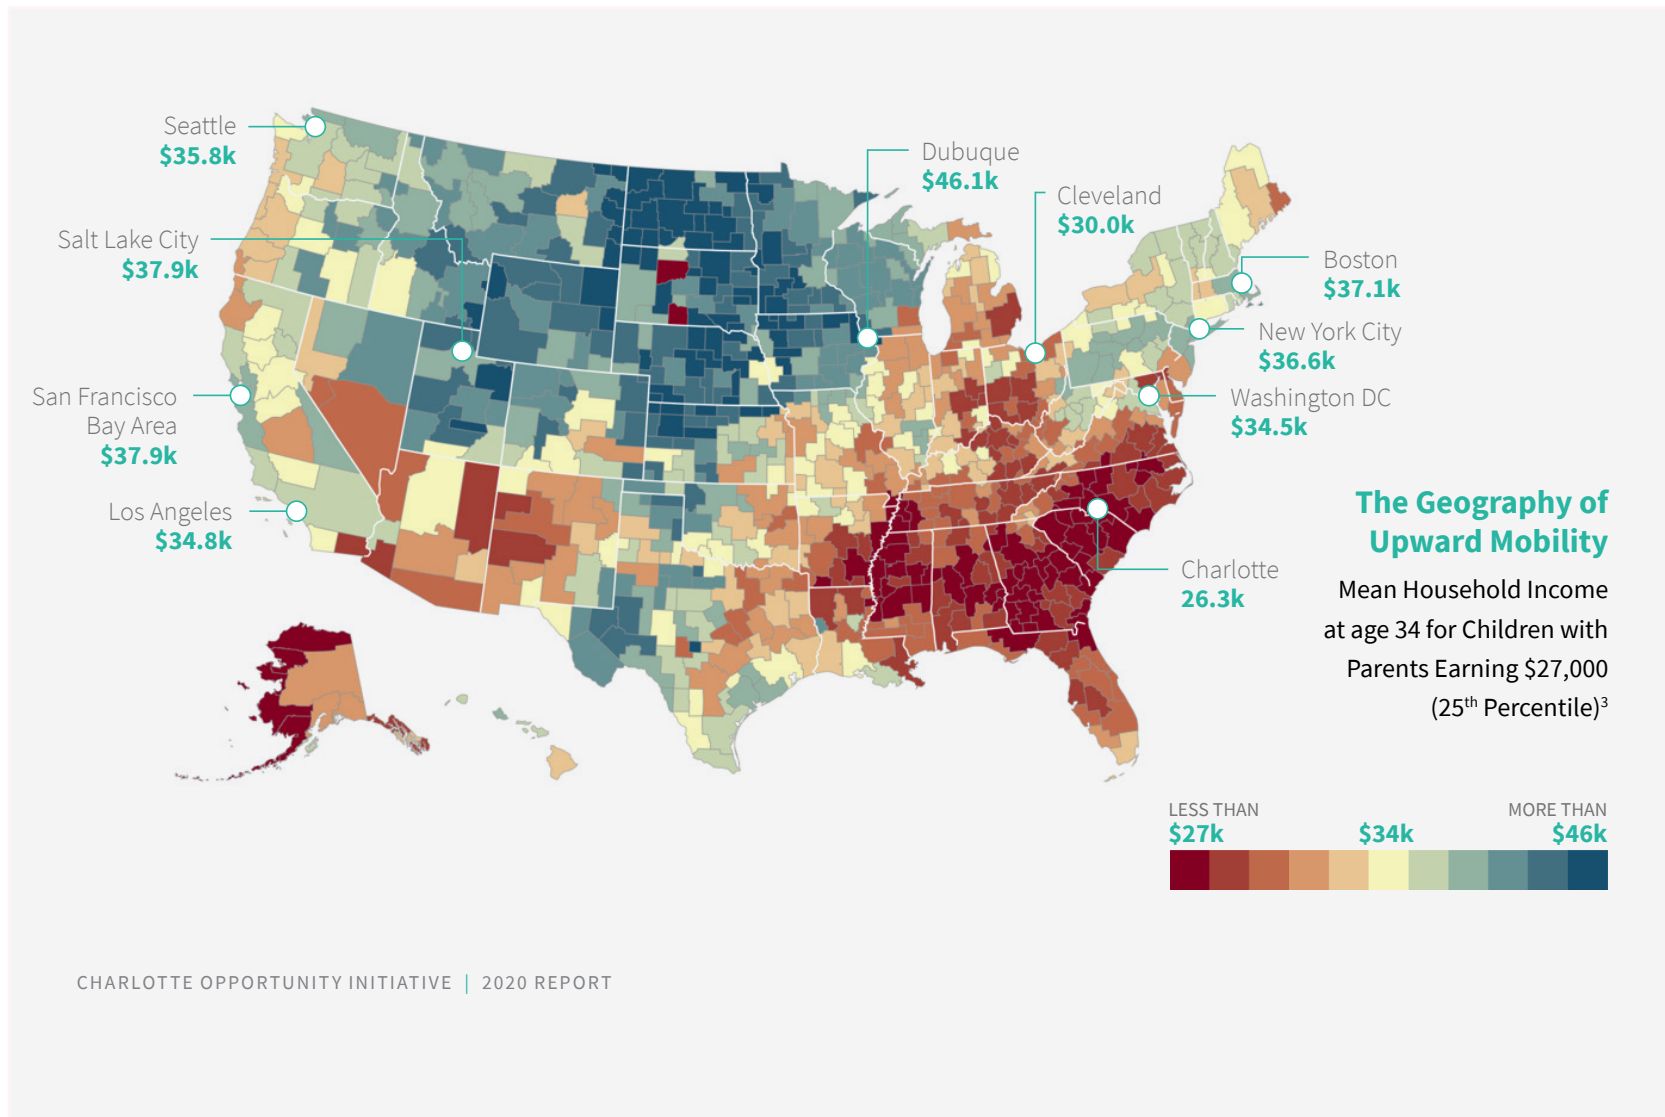 Seattle
$35.8k
Salt Lake City
$37.9k
San Francisco
Bay Area
$37.9k
Los Angeles
$34.8k
Dubuque
$46.1k
Cleveland
$30.0k
Boston
$37.1k
New York City
$36.6k
Washington DC
$34.5k
Charlotte
26.3k
The Geography of
Upward Mobility
Mean Household Income
at age 34 for Children with
Parents Earning $27,000
(25th Percentile)3
LESS THAN
$27k
$34k
MORE THAN
$46k
CHARLOTTE OPPORTUNITY INITIATIVE | 2020 REPORT